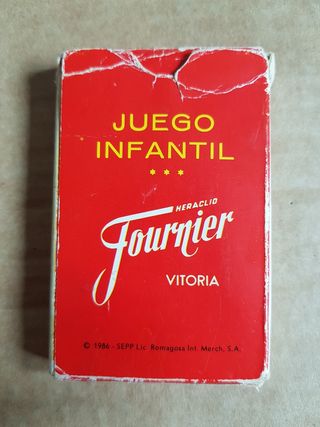 JUEGO
INFANTIL
* * *
HERACLIO
Fournier
VITORIA
© 1986 - SEPP Lic. Romagosa Int. Merch, S.A.